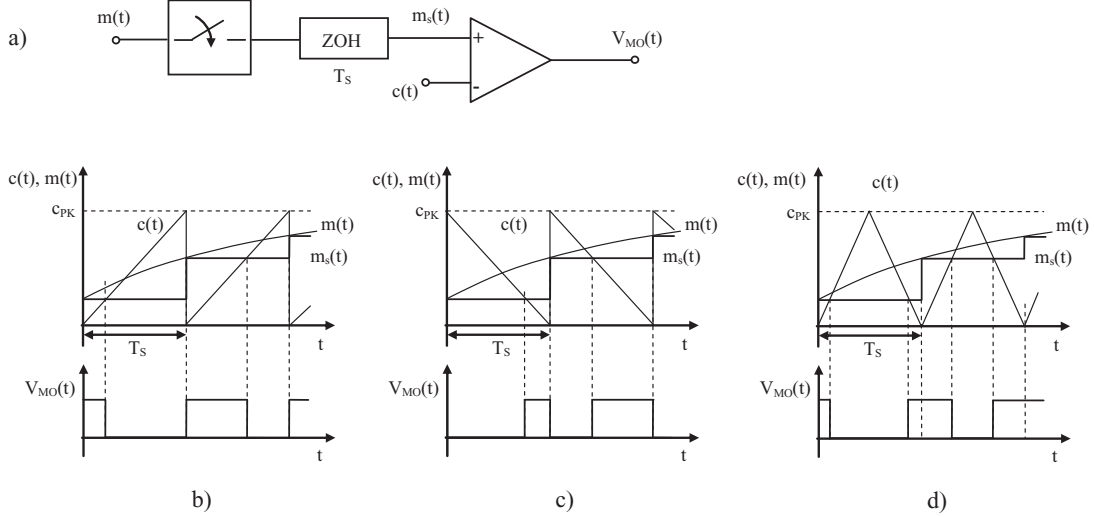 a)
m(t)
ZOH
T_S
m_s(t)
+
-
c(t)
V_MO(t)
c(t), m(t)
c_PK
c(t)
m(t)
m_s(t)
T_S
t
V_MO(t)
t
b)
c(t), m(t)
c_PK
c(t)
m(t)
m_s(t)
T_S
t
V_MO(t)
t
c)
c(t), m(t)
c_PK
c(t)
m(t)
m_s(t)
T_S
t
V_MO(t)
t
d)